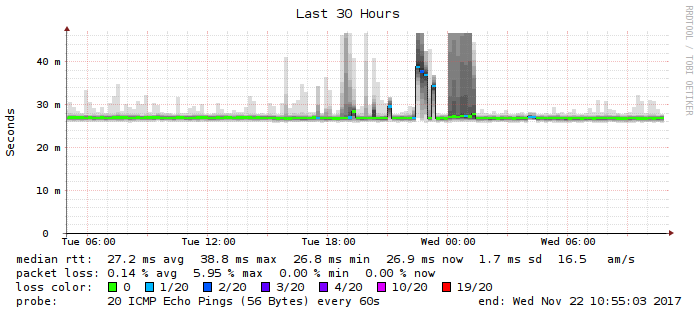 Last 30 Hours
RRDTOOL / TOBI OETIKER
Seconds
40 m
30 m
20 m
10 m
0
Tue 06:00 Tue 12:00 Tue 18:00 Wed 00:00 Wed 06:00
median rtt: 27.2 ms avg 38.8 ms max 26.8 ms min 26.9 ms now 1.7 ms sd 16.5 am/s
packet loss: 0.14 % avg 5.95 % max 0.00 % min 0.00 % now
loss color: 0 1/20 2/20 3/20 4/20 10/20 19/20
probe: 20 ICMP Echo Pings (56 Bytes) every 60s end: Wed Nov 22 10:55:03 2017